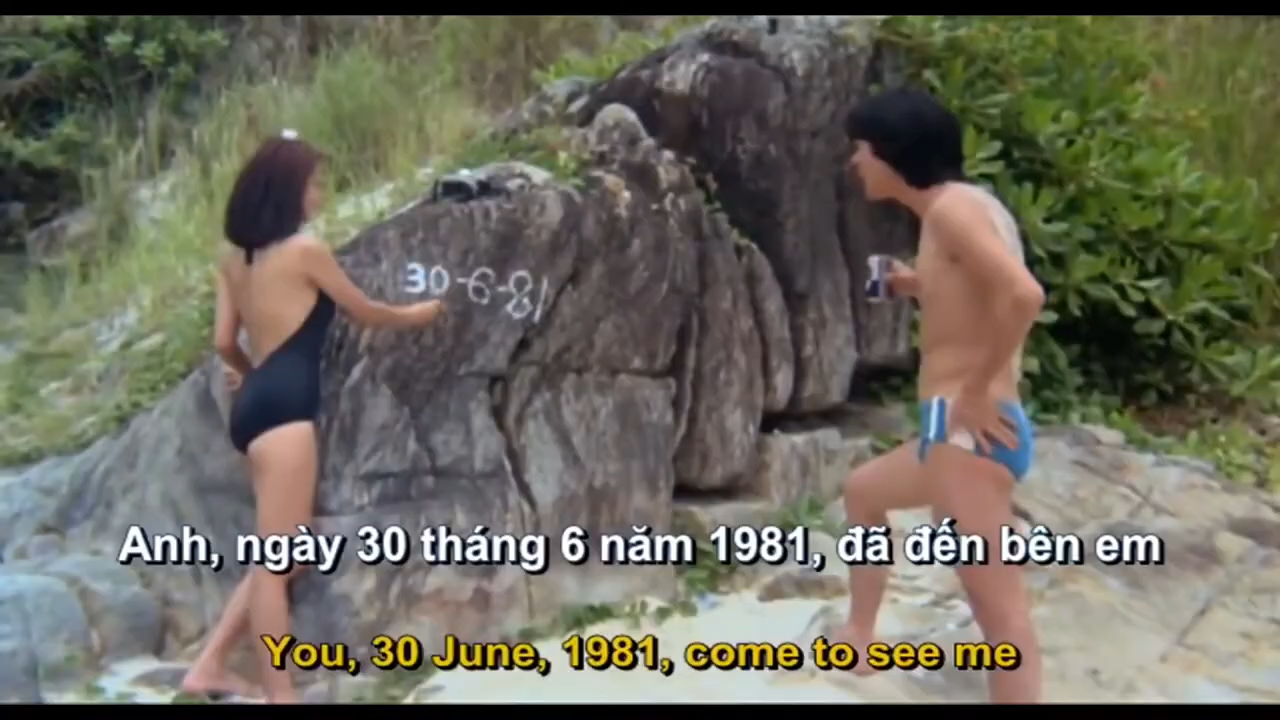 30-6-81
Anh, ngày 30 tháng 6 năm 1981, đã đến bên em
You, 30 June, 1981, come to see me